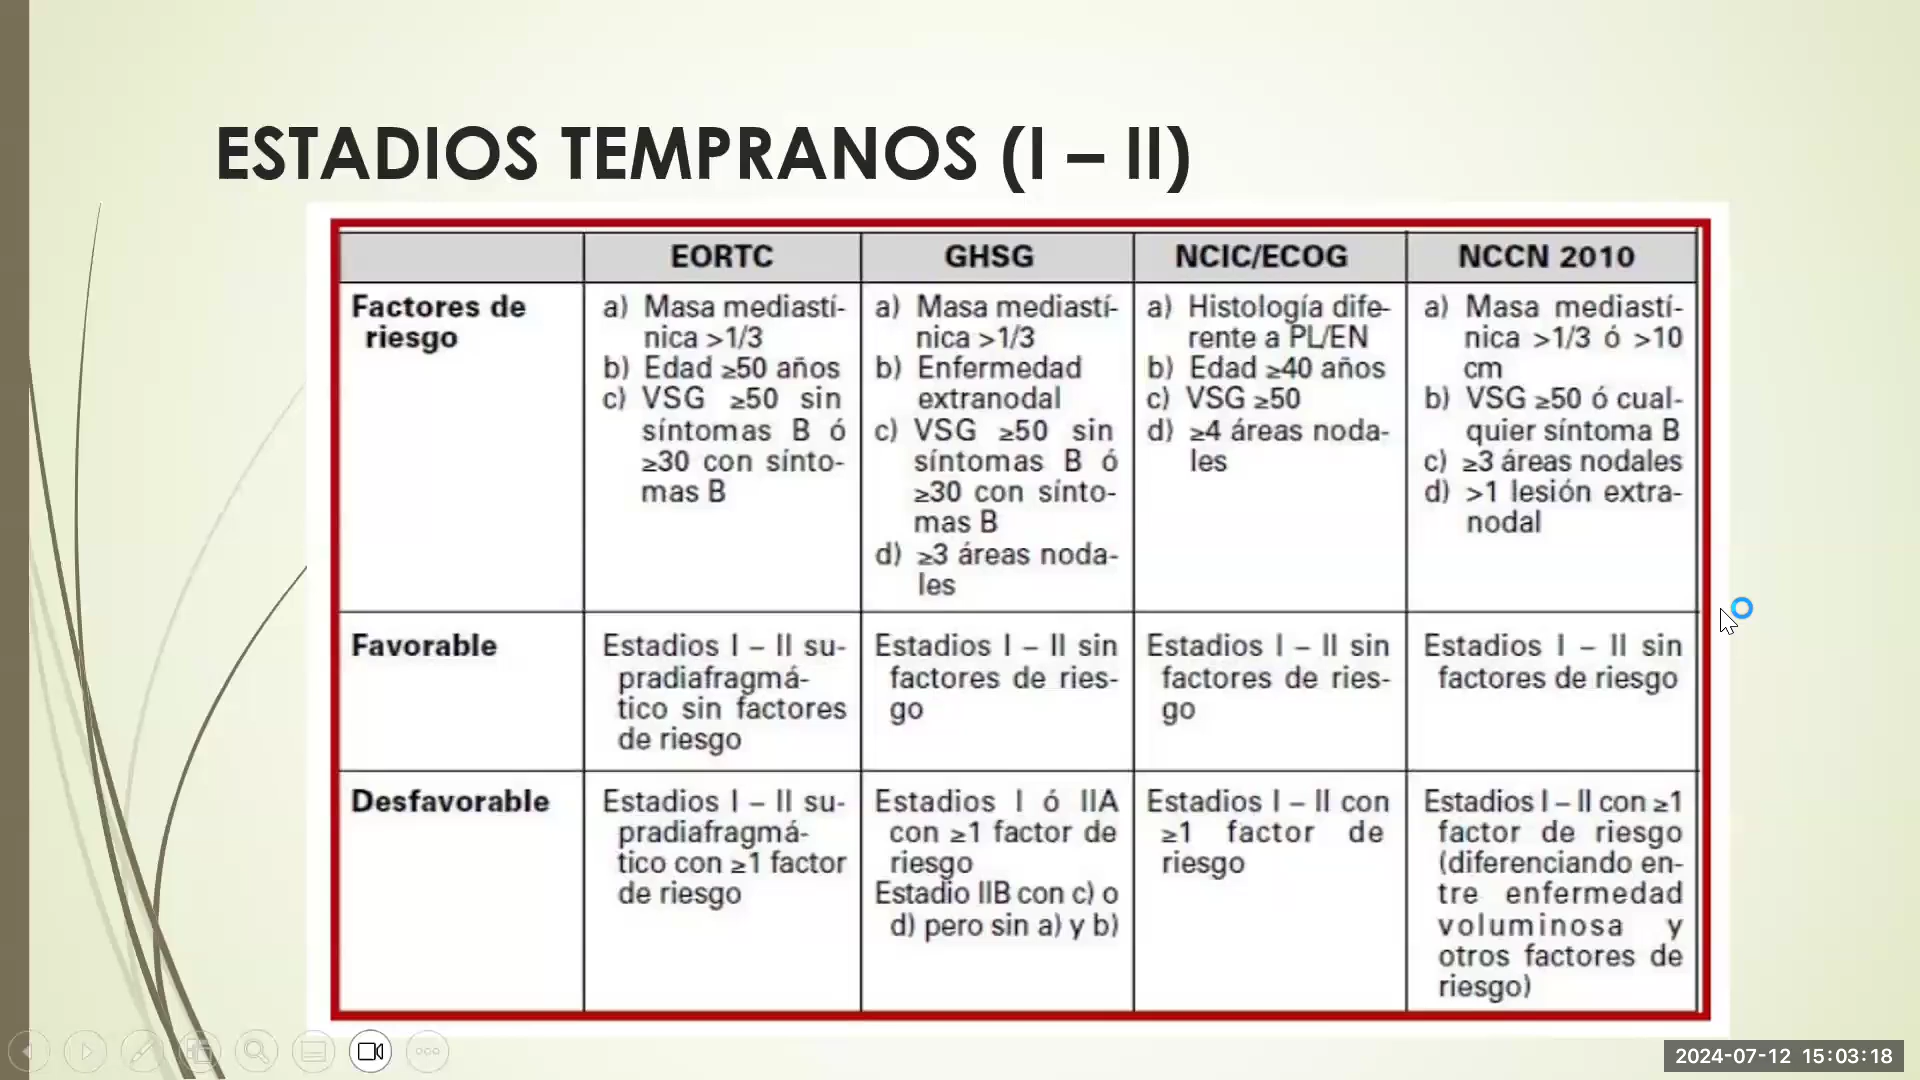 ESTADIOS TEMPRANOS (I – II)
EORTC
GHSG
NCIC/ECOG
NCCN 2010
Factores de
riesgo
a) Masa mediastí-
nica >1/3
b) Edad ≥50 años
c) VSG ≥50 sin
síntomas B ó
≥30 con sínto-
mas B
a) Masa mediastí-
nica >1/3
b) Enfermedad
extranodal
c) VSG ≥50 sin
síntomas B ó
≥30 con sínto-
mas B
d) ≥3 áreas noda-
les
a) Histología dife-
rente a PL/EN
b) Edad ≥40 años
c) VSG ≥50
d) ≥4 áreas noda-
les
a) Masa mediastí-
nica >1/3 ó >10
cm
b) VSG ≥50 ó cual-
quier síntoma B
c) ≥3 áreas nodales
d) >1 lesión extra-
nodal
Favorable
Estadios I – II su-
pradiafragmá-
tico sin factores
de riesgo
Estadios I – II sin
factores de ries-
go
Estadios I – II sin
factores de ries-
go
Estadios I – II sin
factores de riesgo
Desfavorable
Estadios I – II su-
pradiafragmá-
tico con ≥1 factor
de riesgo
Estadios I ó IIA
con ≥1 factor de
riesgo
Estadio IIB con c) o
d) pero sin a) y b)
Estadios I – II con
≥1 factor de
riesgo
Estadios I – II con ≥1
factor de riesgo
(diferenciando en-
tre enfermedad
voluminosa y
otros factores de
riesgo)
2024-07-12 15:03:18